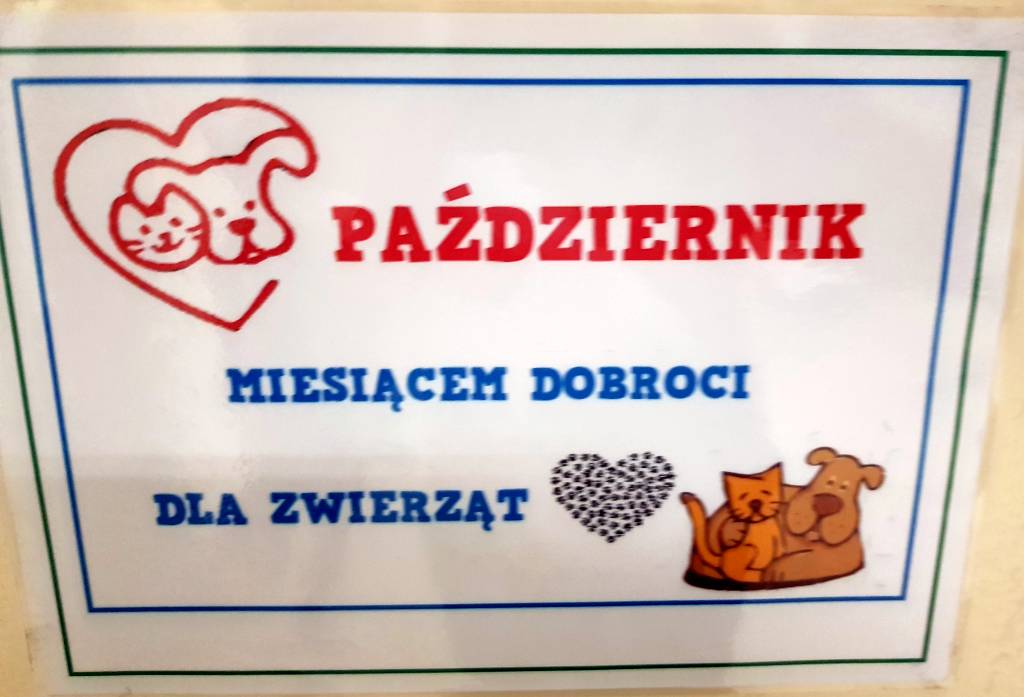 PAŹDZIERNIK
MIESIĄCEM DOBROCI
DLA ZWIERZĄT